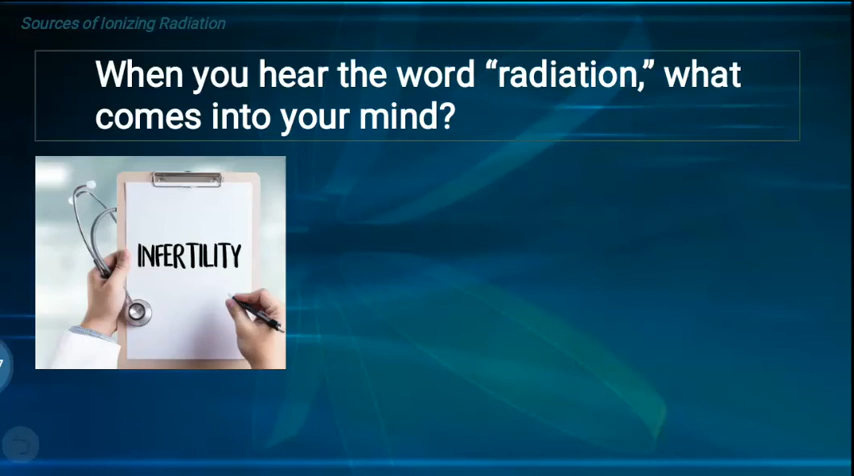 Sources of Ionizing Radiation
When you hear the word “radiation,” what
comes into your mind?
INFERTILITY